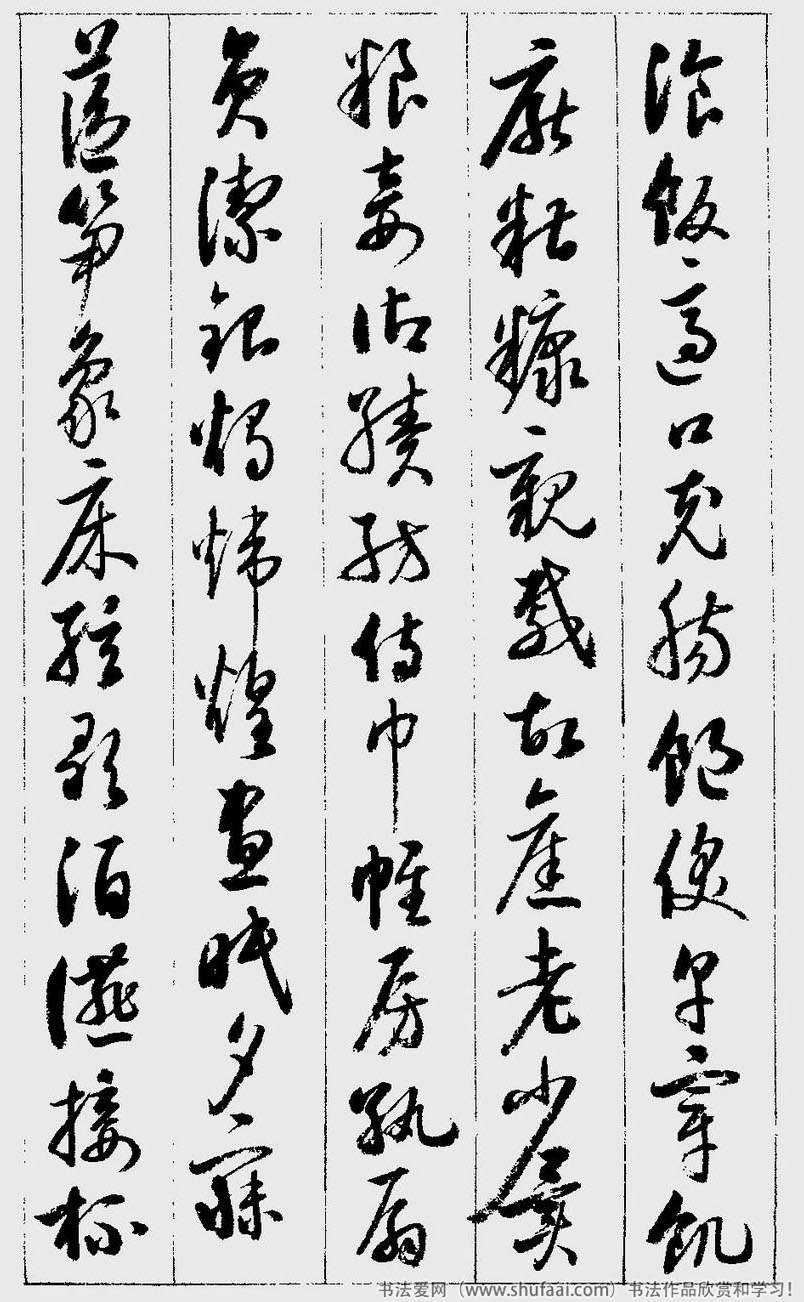 飡飯適口充腸飽飫亨宰飢
厭糟糠親戚故舊老少異
糧妾御績紡侍巾帷房紈扇
員潔銀燭煒煌晝眠夕寐
藍筍象床絃歌酒讌接杯
书法爱网（www.shufaai.com）书法作品欣赏和学习！